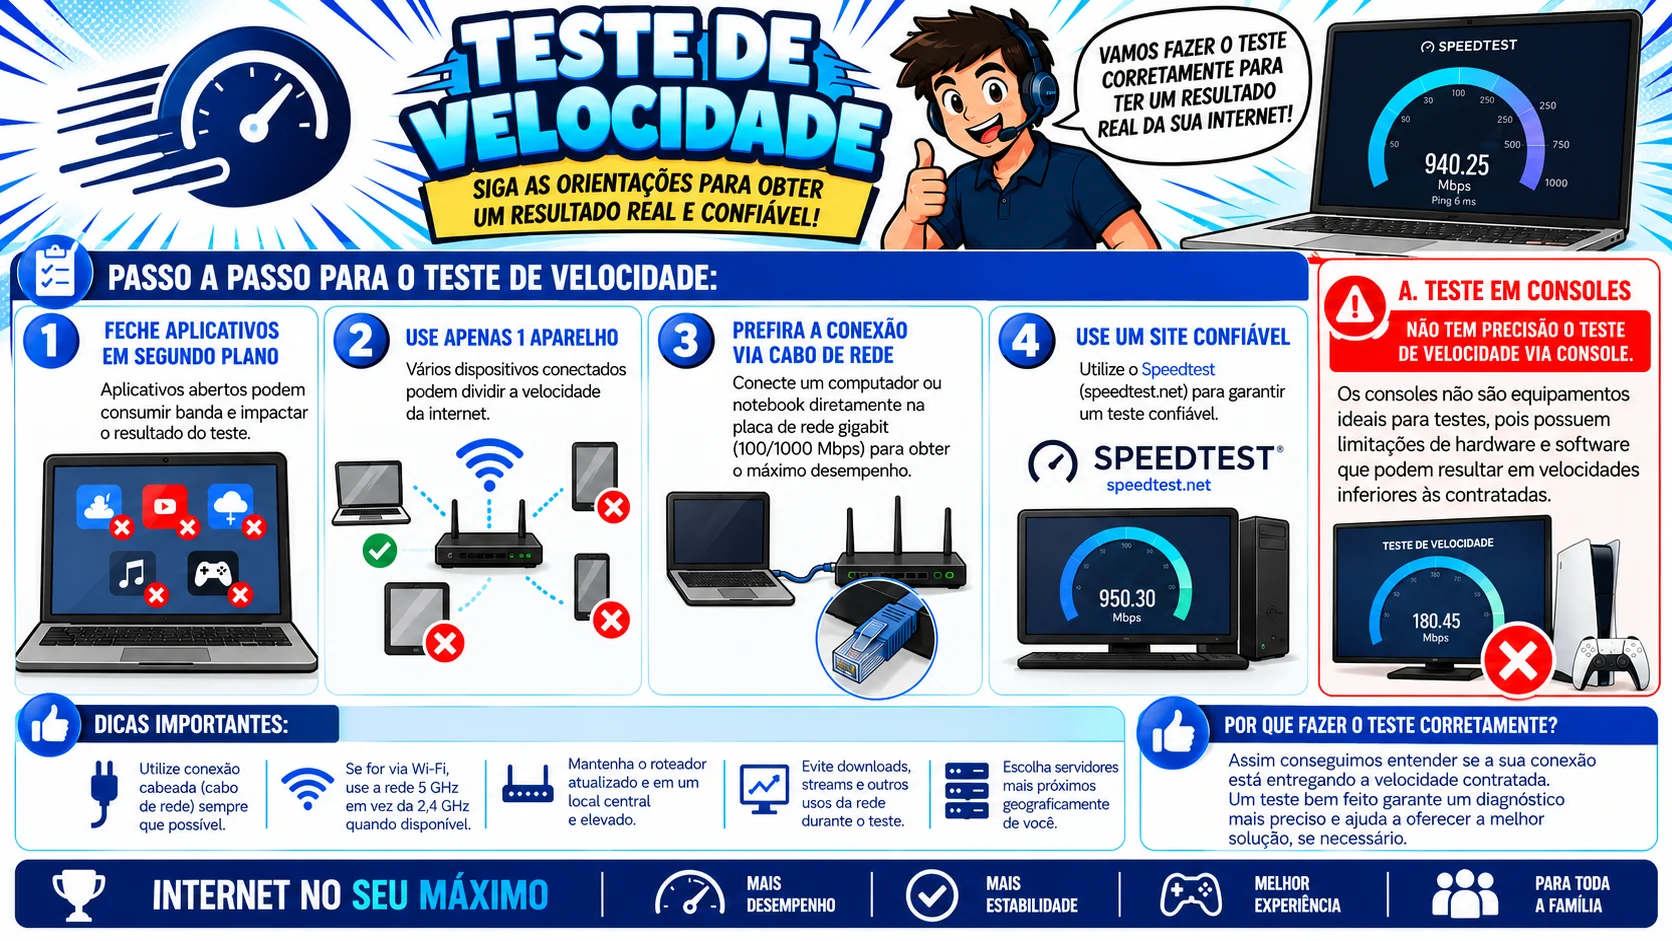 TESTE DE
VELOCIDADE
SIGA AS ORIENTAÇÕES PARA OBTER
UM RESULTADO REAL E CONFIÁVEL!
VAMOS FAZER O TESTE
CORRETAMENTE PARA
TER UM RESULTADO
REAL DA SUA INTERNET!
SPEEDTEST
50
50
30
100
250
250
500
250
750
1000
940.25
Mbps
Ping 6 ms
PASSO A PASSO PARA O TESTE DE VELOCIDADE:
1
FECHE APLICATIVOS
EM SEGUNDO PLANO
Aplicativos abertos podem
consumir banda e impactar
o resultado do teste.
2
USE APENAS 1 APARELHO
Vários dispositivos conectados
podem dividir a velocidade
da internet.
3
PREFIRA A CONEXÃO
VIA CABO DE REDE
Conecte um computador ou
notebook diretamente na
placa de rede gigabit
(100/1000 Mbps) para obter
o máximo desempenho.
4
USE UM SITE CONFIÁVEL
Utilize o Speedtest
(speedtest.net) para garantir
um teste confiável.
SPEEDTEST®
speedtest.net
100
950.30
Mbps
A. TESTE EM CONSOLES
NÃO TEM PRECISÃO O TESTE
DE VELOCIDADE VIA CONSOLE.
Os consoles não são equipamentos
ideais para testes, pois possuem
limitações de hardware e software
que podem resultar em velocidades
inferiores às contratadas.
TESTE DE VELOCIDADE
180.45
Mbps
DICAS IMPORTANTES:
Utilize conexão
cabeada (cabo
de rede) sempre
que possível.
Se for via Wi-Fi,
use a rede 5 GHz
em vez da 2,4 GHz
quando disponível.
Mantenha o roteador
atualizado e em um
local central
e elevado.
Evite downloads,
streams e outros
usos da rede
durante o teste.
Escolha servidores
mais próximos
geograficamente
de você.
POR QUE FAZER O TESTE CORRETAMENTE?
Assim conseguimos entender se a sua conexão
está entregando a velocidade contratada.
Um teste bem feito garante um diagnóstico
mais preciso e ajuda a oferecer a melhor
solução, se necessário.
INTERNET NO SEU MÁXIMO
MAIS
DESEMPENHO
MAIS
ESTABILIDADE
MELHOR
EXPERIÊNCIA
PARA TODA
A FAMÍLIA